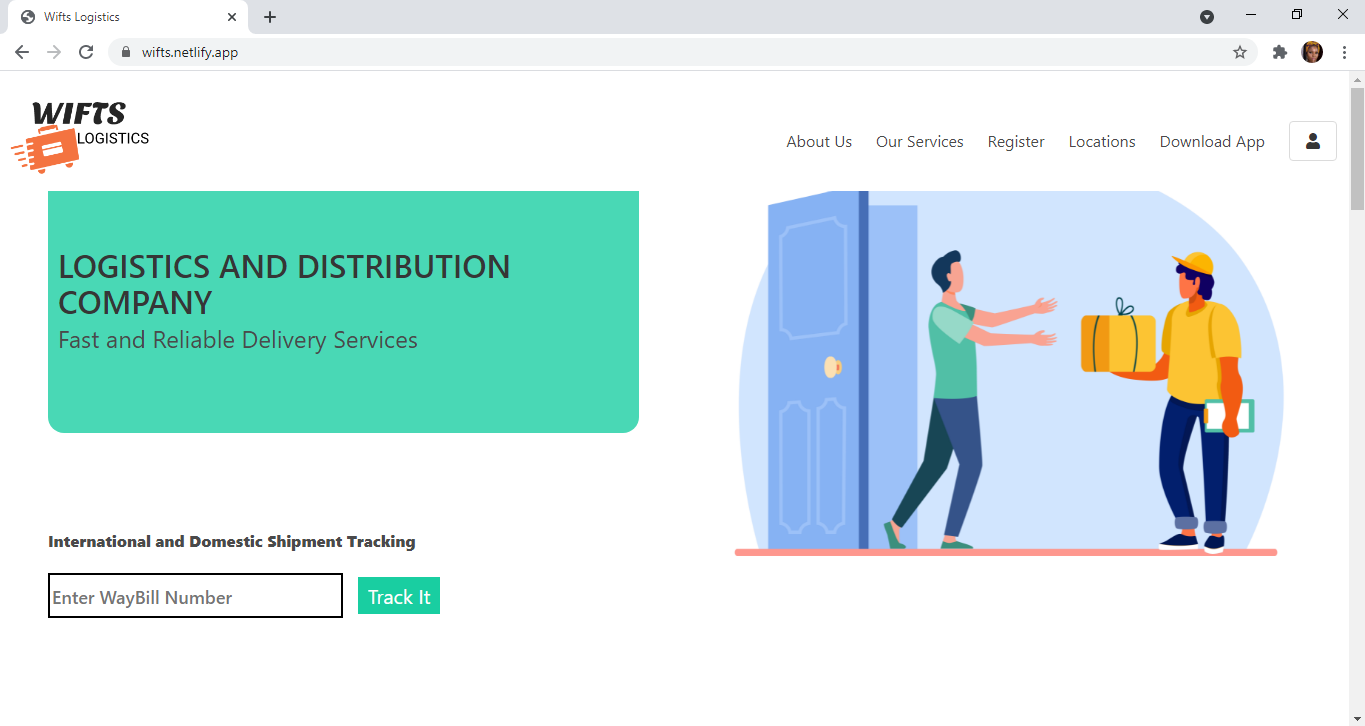 Wifts Logistics
wifts.netlify.app
WIFTS
LOGISTICS
About Us Our Services Register Locations Download App
LOGISTICS AND DISTRIBUTION
COMPANY
Fast and Reliable Delivery Services
International and Domestic Shipment Tracking
Enter WayBill Number Track It